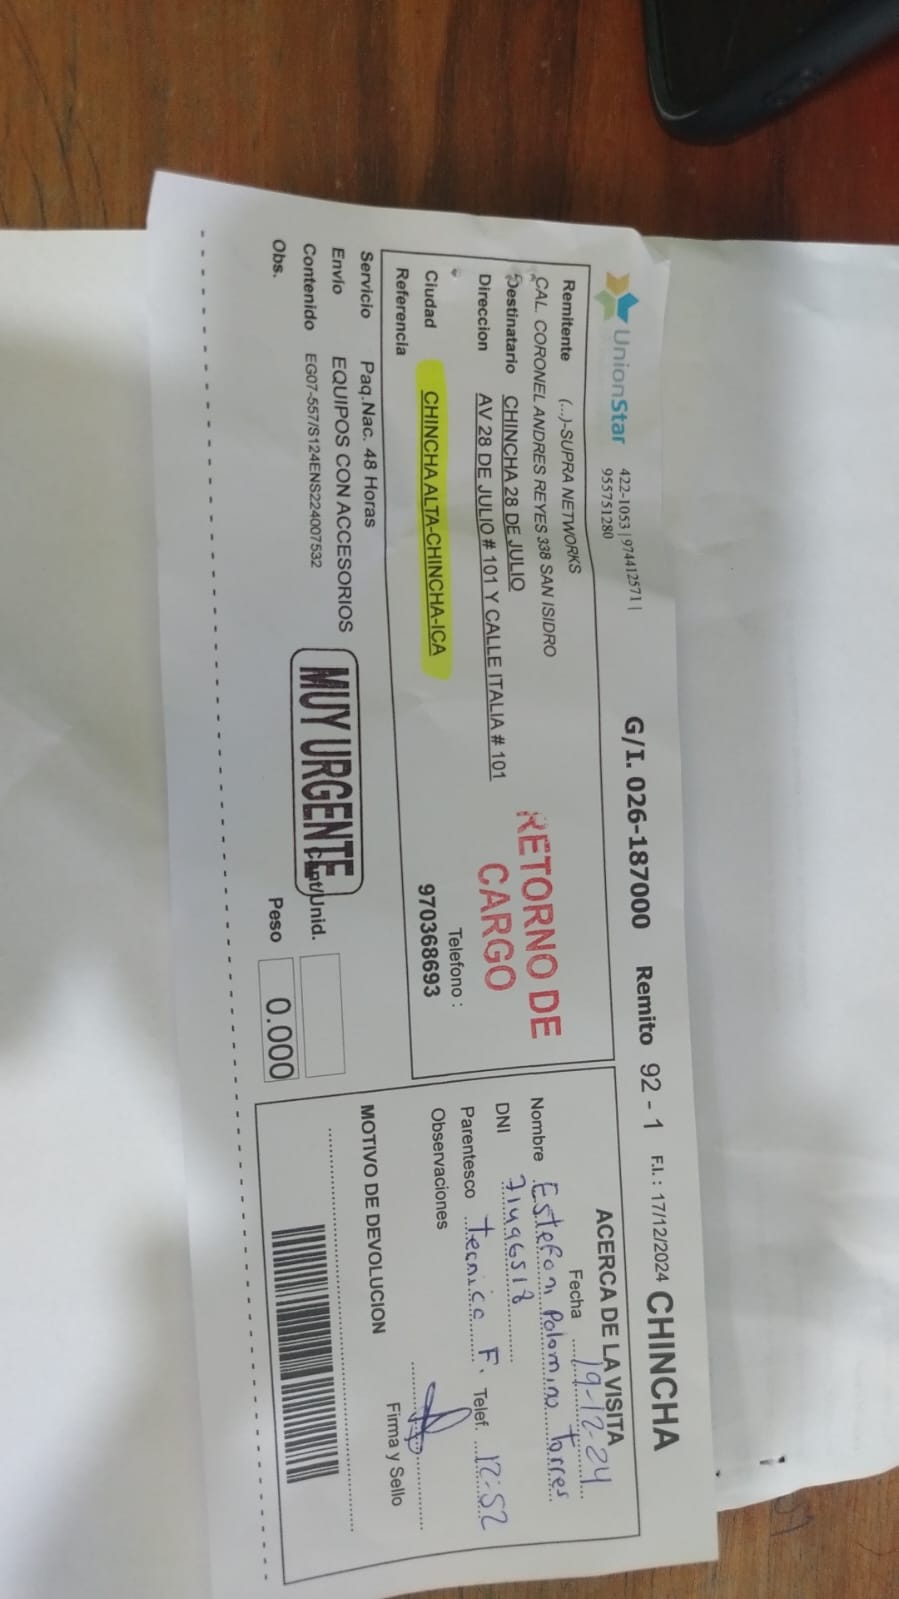 UnionStar
422-1053 | 974412571 |
955751280
G/I. 026-187000 Remito 92 - 1 F.I. : 17/12/2024 CHINCHA
Remitente (...)-SUPRA NETWORKS
CAL. CORONEL ANDRES REYES 338 SAN ISIDRO
Destinatario CHINCHA 28 DE JULIO
Direccion AV 28 DE JULIO # 101 Y CALLE ITALIA # 101
Ciudad CHINCHA ALTA-CHINCHA-ICA
Referencia
RETORNO DE
CARGO
Telefono :
970368693
Servicio Paq.Nac. 48 Horas
Envio EQUIPOS CON ACCESORIOS
Contenido EG07-557/S124ENS224007532
Obs.
MUY URGENTE
Cant/Unid.
Peso 0.000
ACERCA DE LA VISITA
Fecha 19-12-24
Nombre Estefon Palomino Torres
DNI 71496518
Parentesco tecnico F. Telef. 12:52
Observaciones
Firma y Sello
MOTIVO DE DEVOLUCION